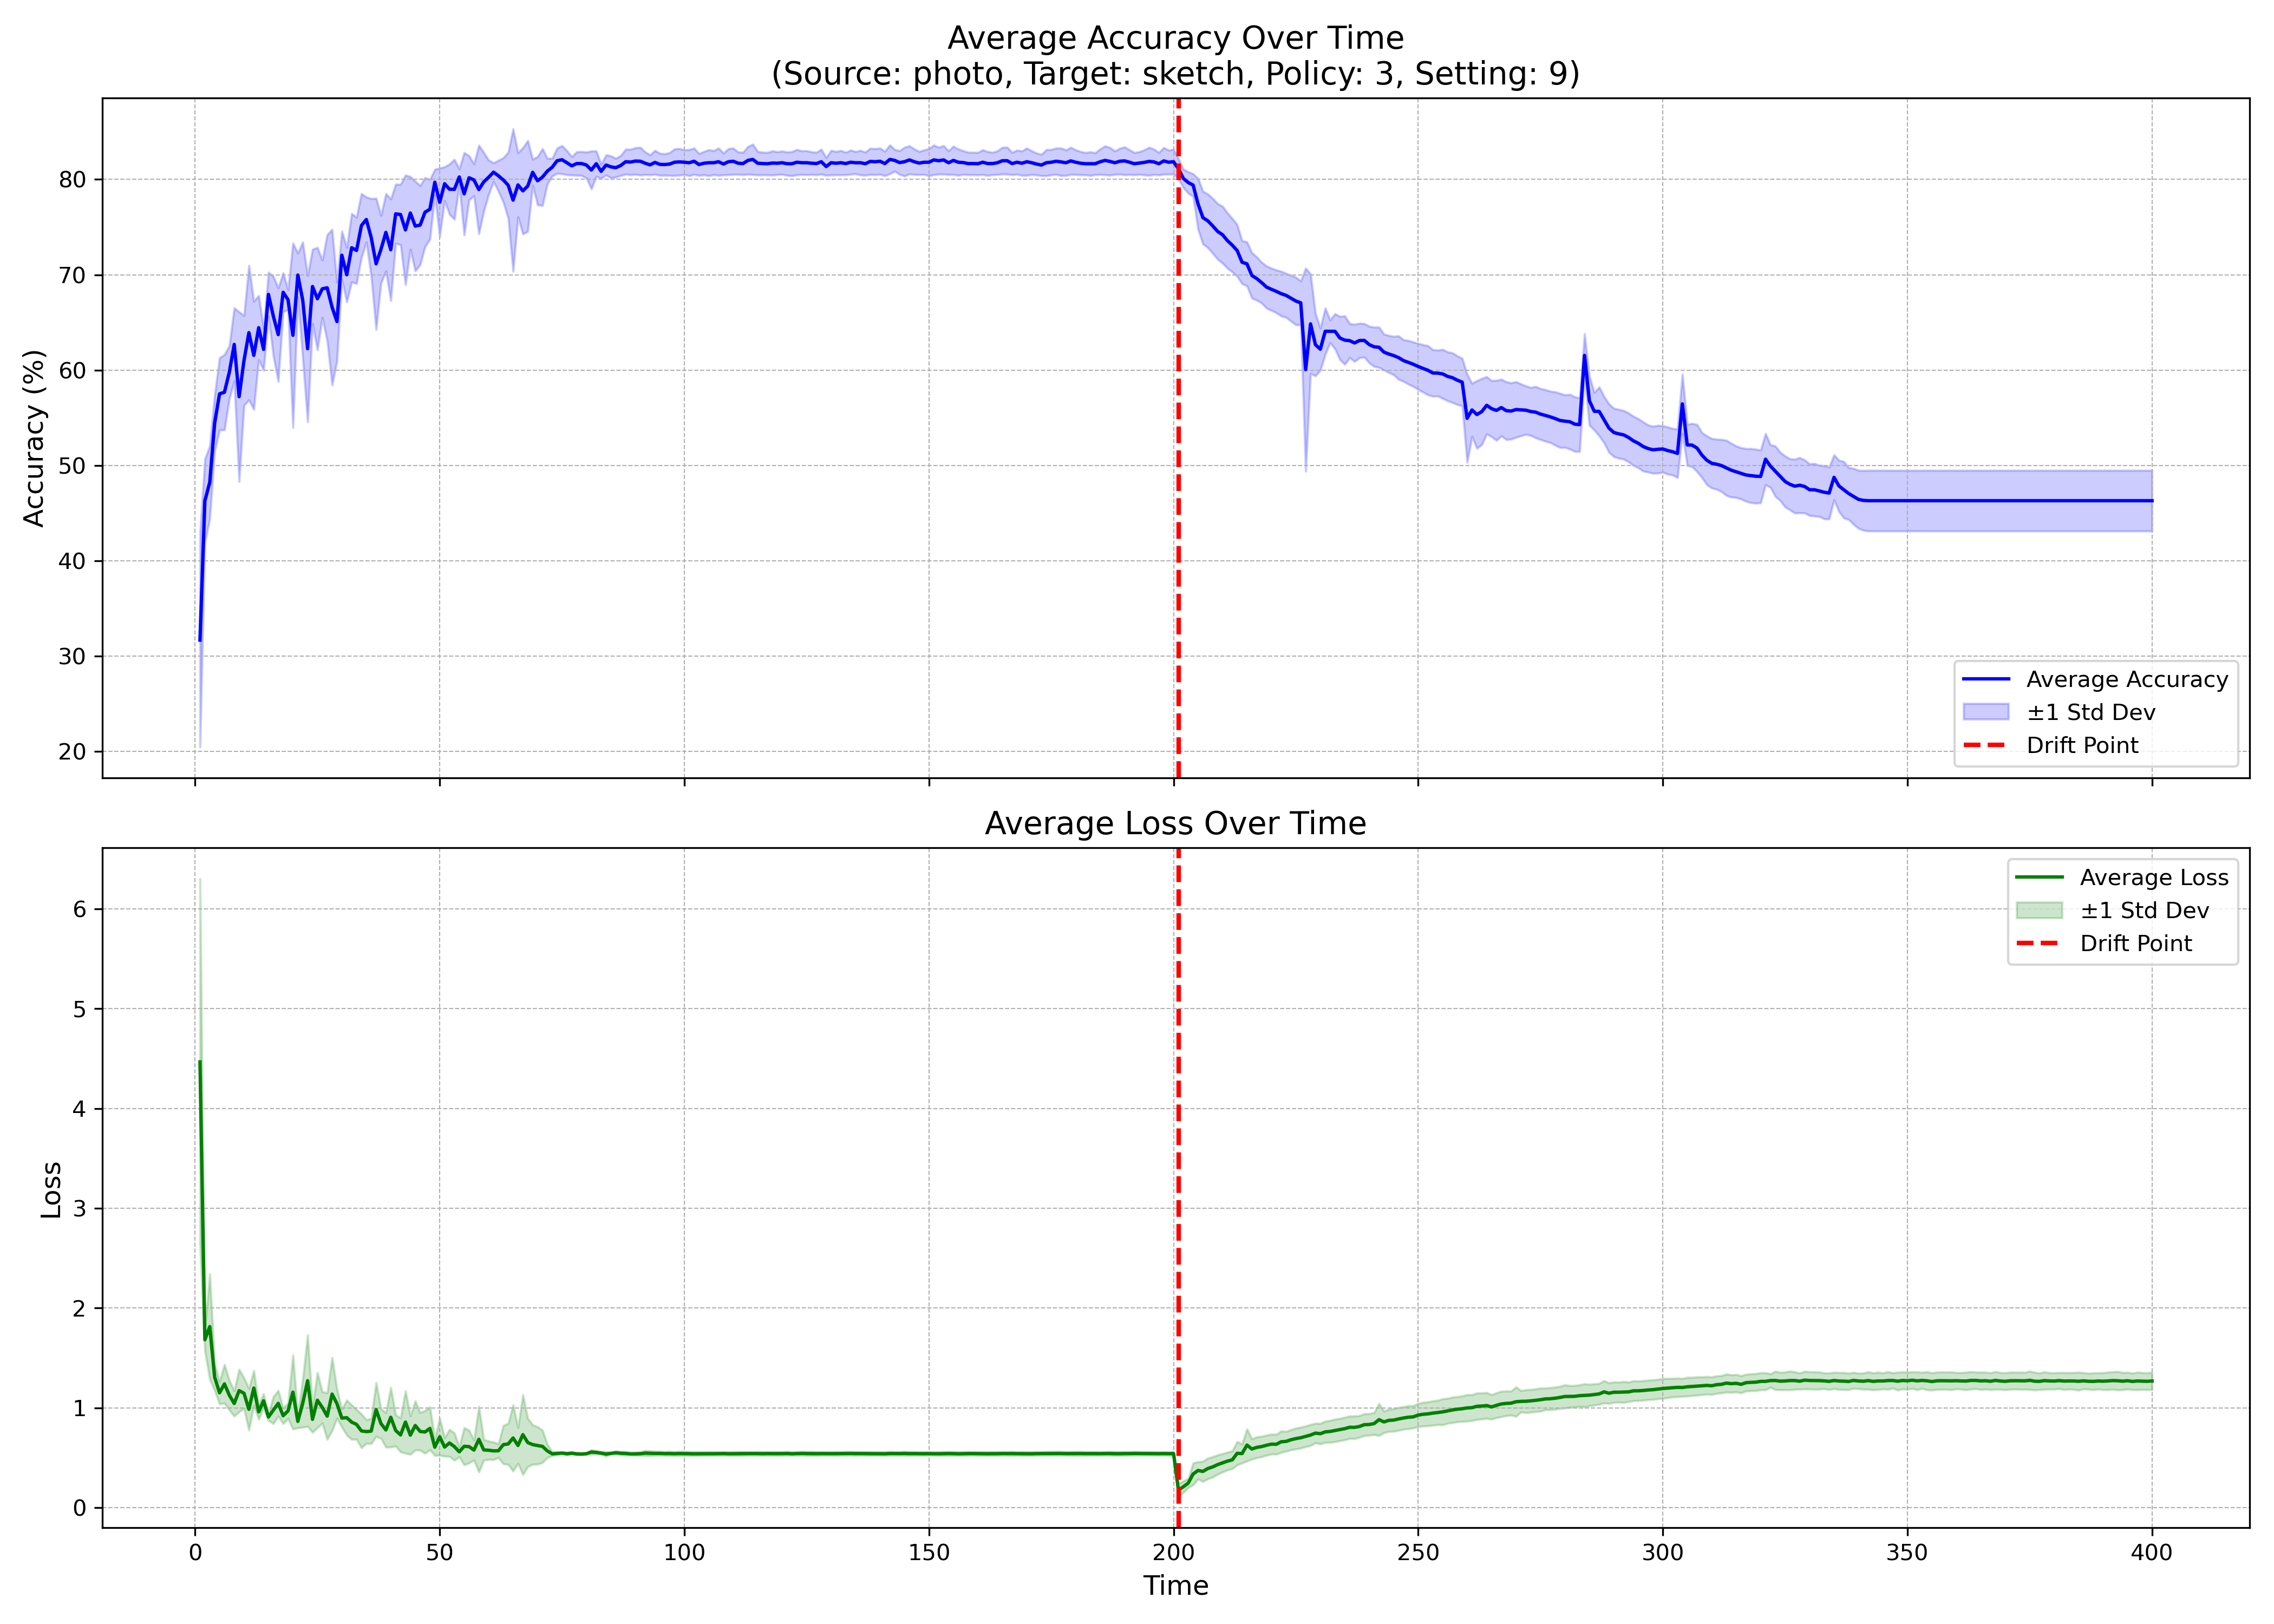 Average Accuracy Over Time
(Source: photo, Target: sketch, Policy: 3, Setting: 9)
Accuracy (%)
80
70
60
50
40
30
20
Average Accuracy
±1 Std Dev
Drift Point
Average Loss Over Time
Loss
6
5
4
3
2
1
0
Average Loss
±1 Std Dev
Drift Point
0 50 100 150 200 250 300 350 400
Time